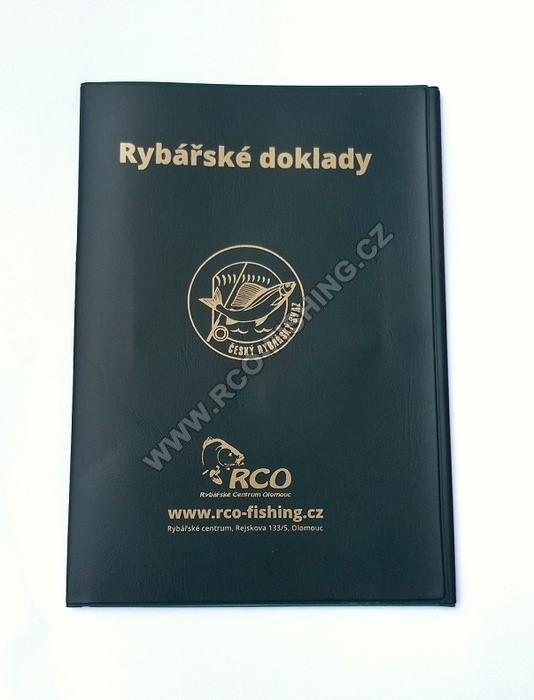 Rybářské doklady
ČESKÝ RYBÁŘSKÝ SVAZ
RCO
Rybářské Centrum Olomouc
www.rco-fishing.cz
Rybářské centrum, Rejskova 133/5, Olomouc
WWW.RCO-FISHING.CZ